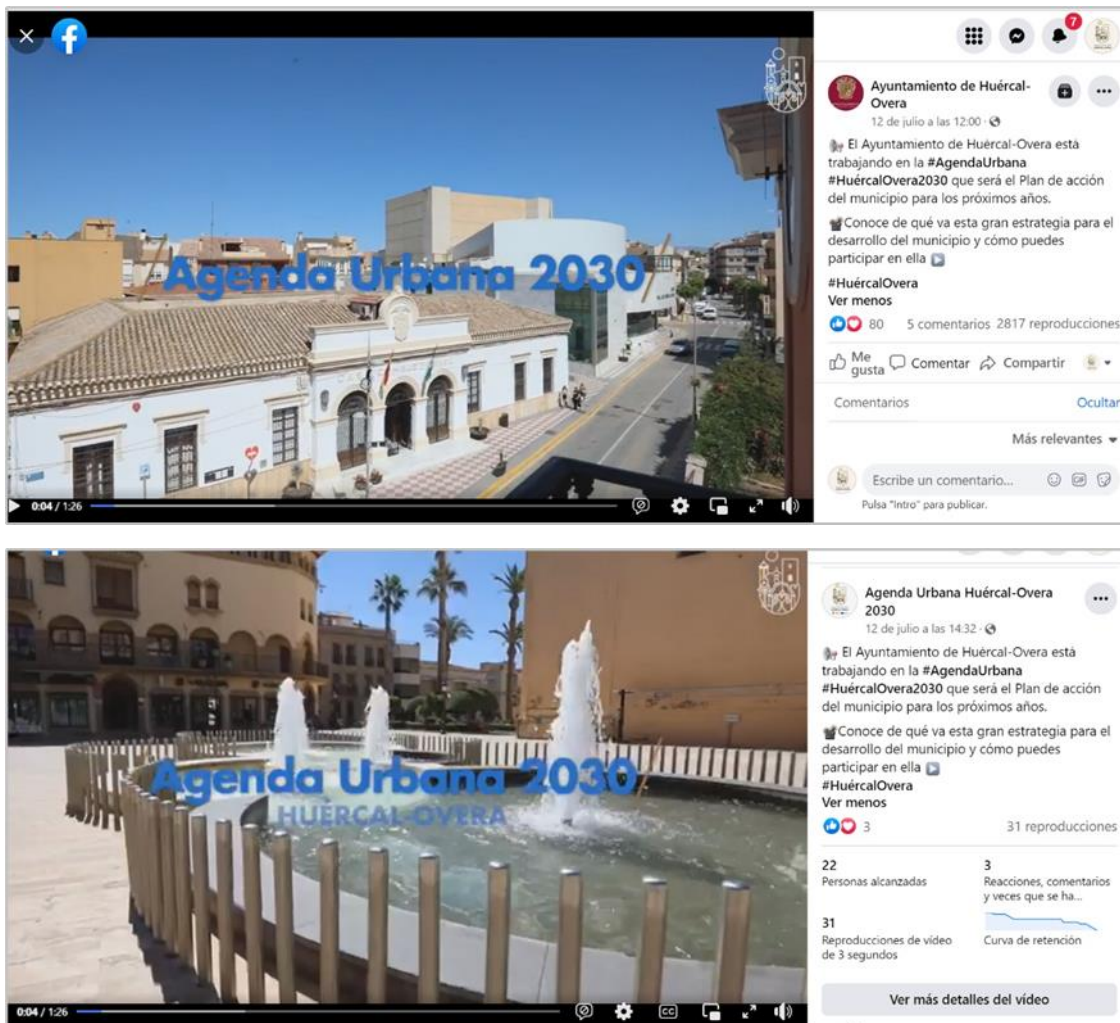 7
Ayuntamiento de Huércal-
Overa
12 de julio a las 12:00 ·
El Ayuntamiento de Huércal-Overa está
trabajando en la #AgendaUrbana
#HuércalOvera2030 que será el Plan de acción
del municipio para los próximos años.
Conoce de qué va esta gran estrategia para el
desarrollo del municipio y cómo puedes
participar en ella
#HuércalOvera
Ver menos
80 5 comentarios 2817 reproducciones
Me gusta Comentar Compartir
Comentarios Ocultar
Más relevantes
Escribe un comentario...
Pulsa "Intro" para publicar.
Agenda Urbana 2030
0:04 / 1:26
Agenda Urbana 2030
HUÉRCAL-OVERA
0:04 / 1:26
CC
Agenda Urbana Huércal-Overa
2030
12 de julio a las 14:32 ·
El Ayuntamiento de Huércal-Overa está
trabajando en la #AgendaUrbana
#HuércalOvera2030 que será el Plan de acción
del municipio para los próximos años.
Conoce de qué va esta gran estrategia para el
desarrollo del municipio y cómo puedes
participar en ella
#HuércalOvera
Ver menos
3 31 reproducciones
22
Personas alcanzadas
3
Reacciones, comentarios
y veces que se ha...
31
Reproducciones de vídeo
de 3 segundos
Curva de retención
Ver más detalles del vídeo